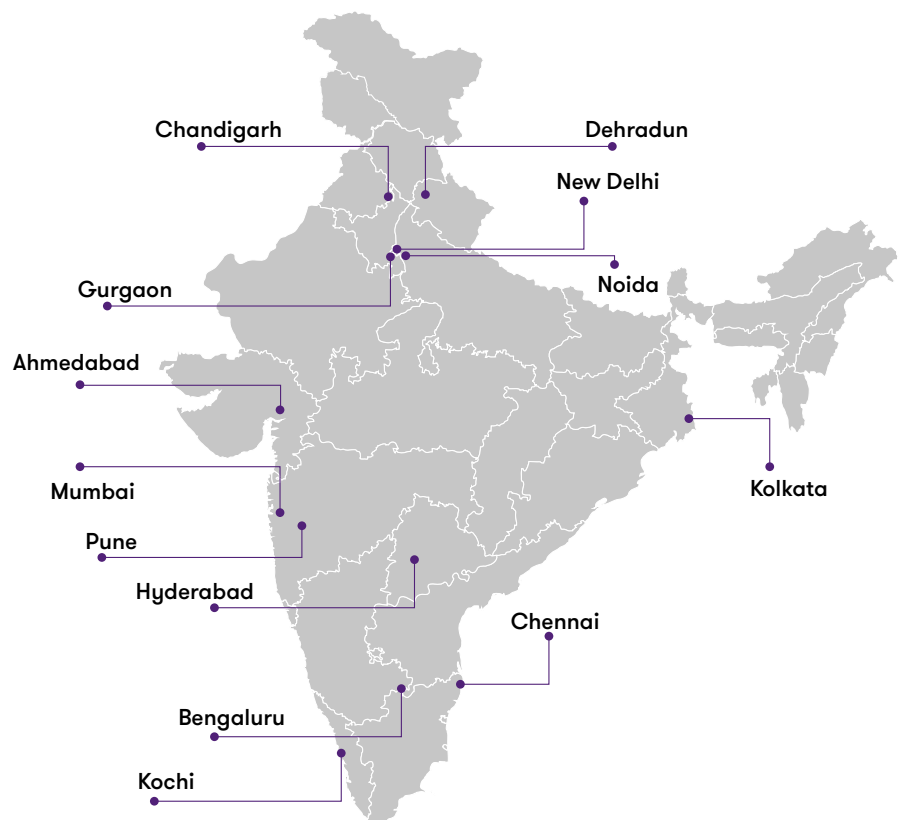 Chandigarh
Dehradun
New Delhi
Noida
Gurgaon
Ahmedabad
Mumbai
Kolkata
Pune
Hyderabad
Chennai
Bengaluru
Kochi